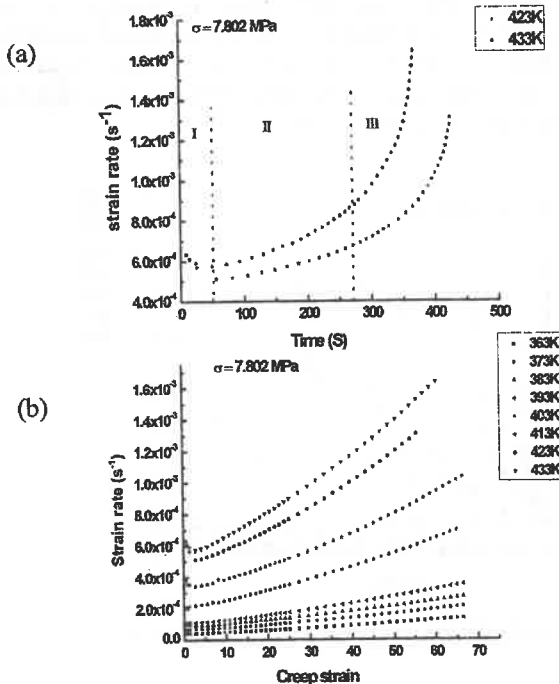 (a)
σ=7.802 MPa
423K
433K
I
II
III
strain rate (s⁻¹)
1.8x10⁻³
1.6x10⁻³
1.4x10⁻³
1.2x10⁻³
1.0x10⁻³
8.0x10⁻⁴
6.0x10⁻⁴
4.0x10⁻⁴
0 100 200 300 400 500
Time (S)
(b)
σ=7.802 MPa
363K
373K
383K
393K
403K
413K
423K
433K
Strain rate (s⁻¹)
1.6x10⁻³
1.4x10⁻³
1.2x10⁻³
1.0x10⁻³
8.0x10⁻⁴
6.0x10⁻⁴
4.0x10⁻⁴
2.0x10⁻⁴
0.0
0 10 20 30 40 50 60 70
Creep strain